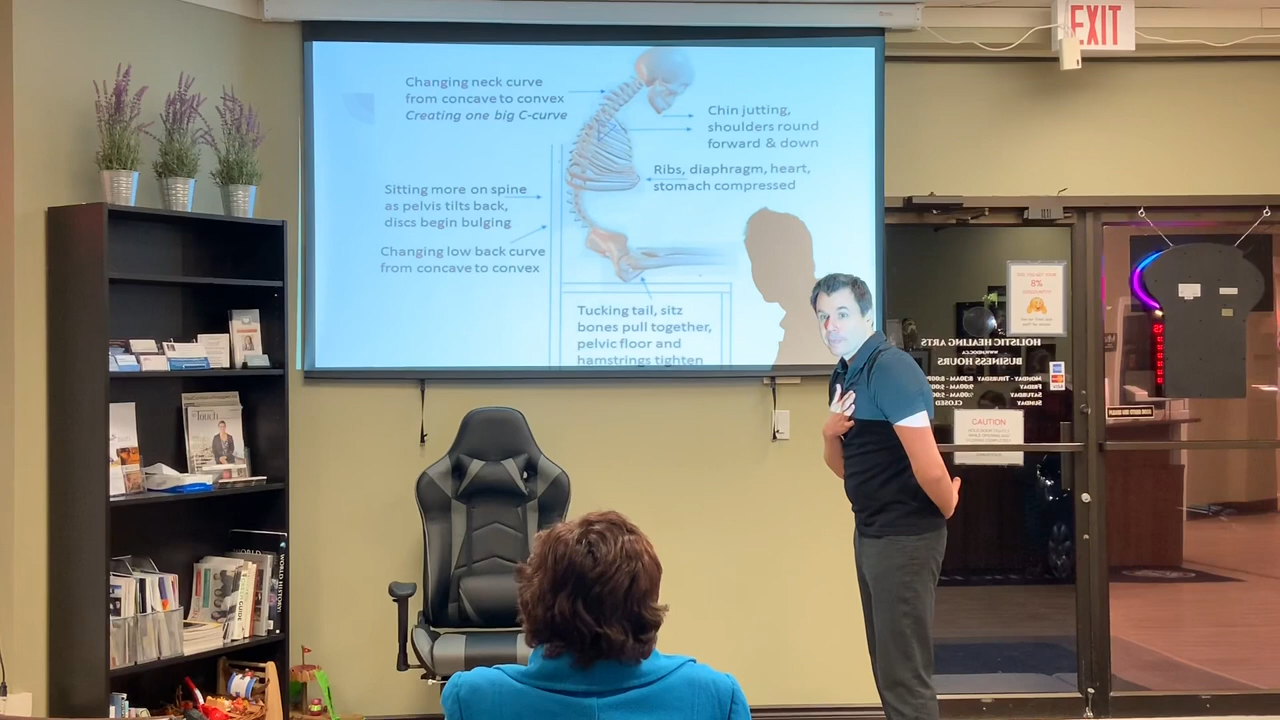 EXIT
Changing neck curve
from concave to convex
Creating one big C-curve
Chin jutting,
shoulders round
forward & down
Ribs, diaphragm, heart,
stomach compressed
Sitting more on spine
as pelvis tilts back,
discs begin bulging
Changing low back curve
from concave to convex
Tucking tail, sitz
bones pull together,
pelvic floor and
hamstrings tighten
8%
HOLISTIC HEALING ARTS
BUSINESS HOURS
MONDAY - THURSDAY
FRIDAY
SATURDAY
SUNDAY CLOSED
CAUTION
Touch
WORLD HISTORY
GUIDE